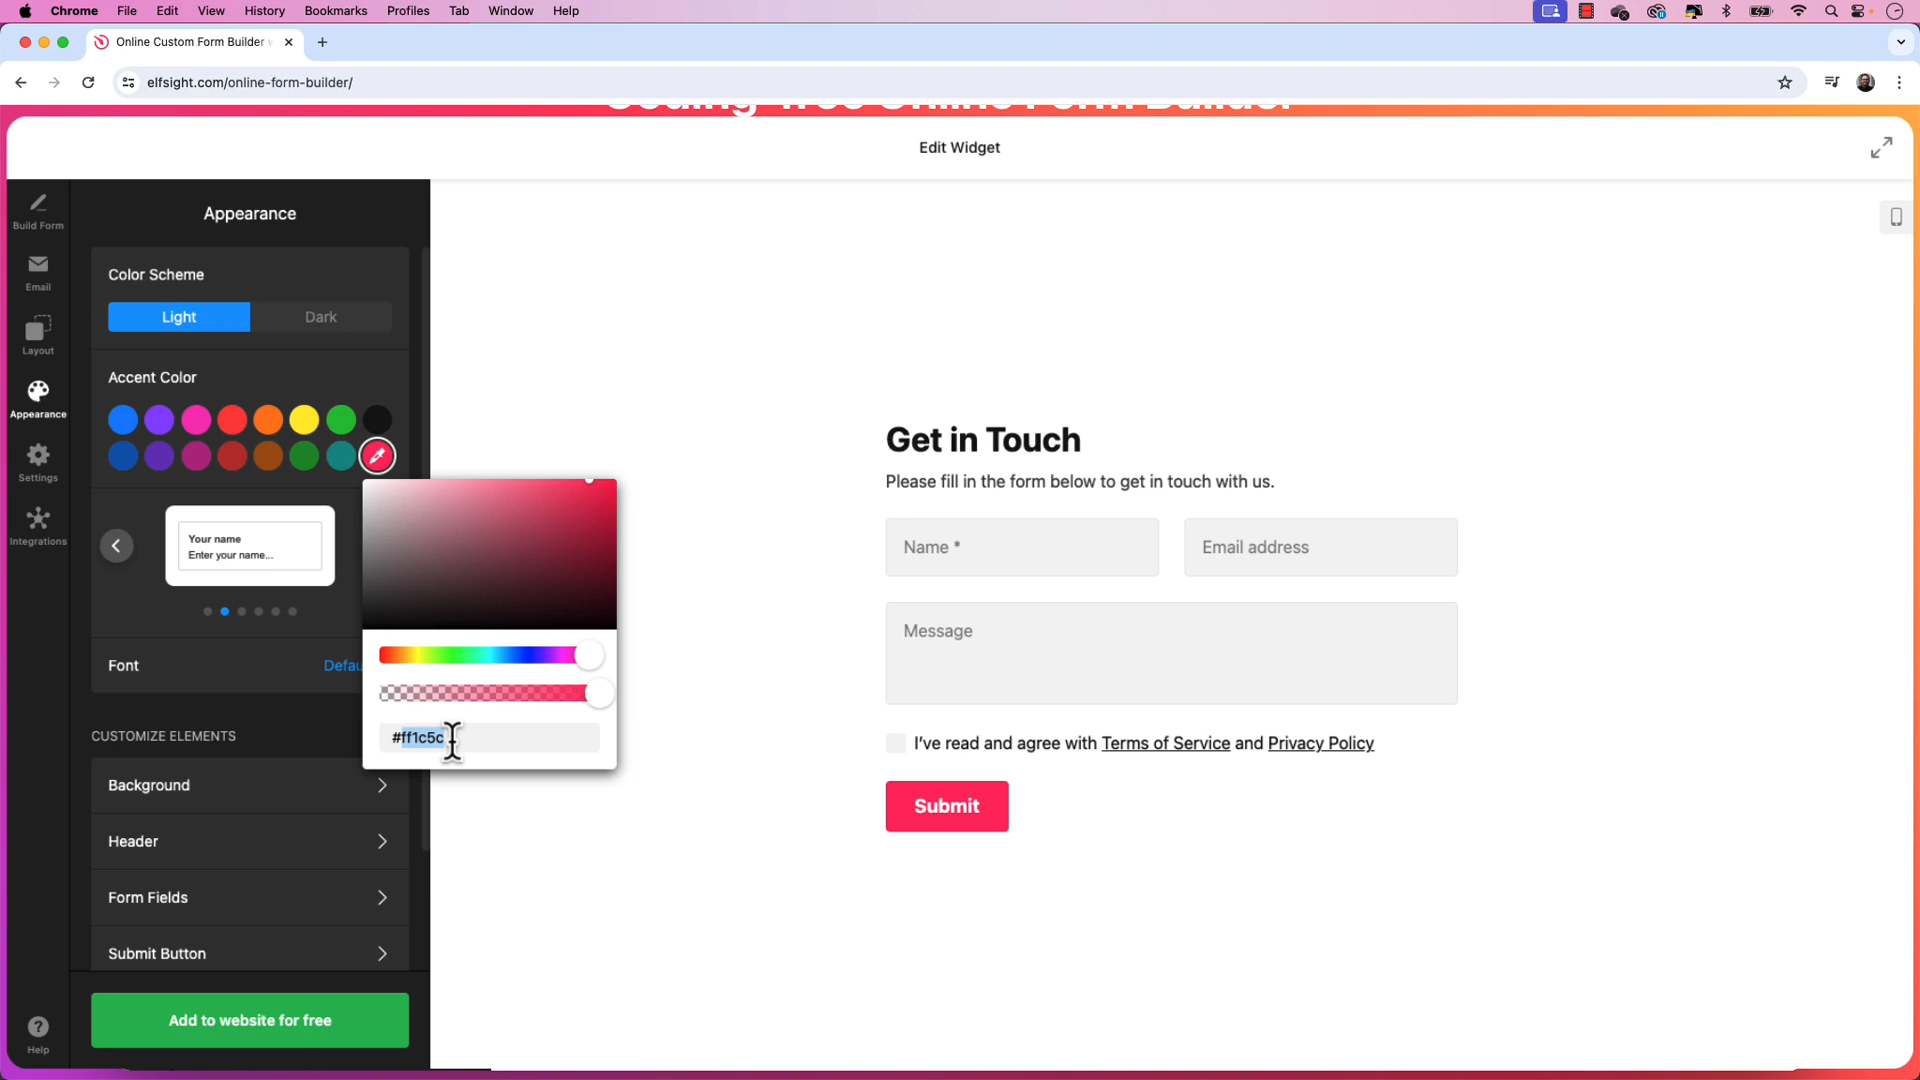 Chrome File Edit View History Bookmarks Profiles Tab Window Help
Online Custom Form Builder
elfsight.com/online-form-builder/
Online Form Builder
Edit Widget
Appearance
Build Form
Email
Layout
Appearance
Settings
Integrations
Help
Color Scheme
Light Dark
Accent Color
Your name
Enter your name...
Font Defau
#ff1c5c
CUSTOMIZE ELEMENTS
Background
Header
Form Fields
Submit Button
Add to website for free
Get in Touch
Please fill in the form below to get in touch with us.
Name * Email address
Message
I've read and agree with Terms of Service and Privacy Policy
Submit